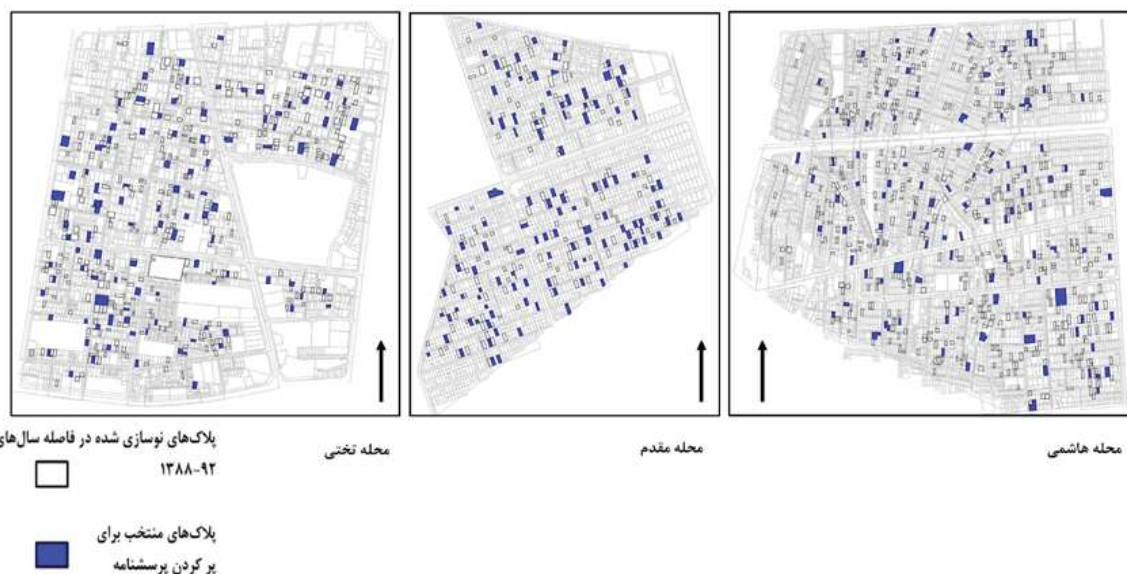 محله هاشمی
محله مقدم
محله تختی
پلاک‌های نوسازی شده در فاصله سال‌های
۱۳۸۸-۹۲
پلاک‌های منتخب برای
پر کردن پرسشنامه